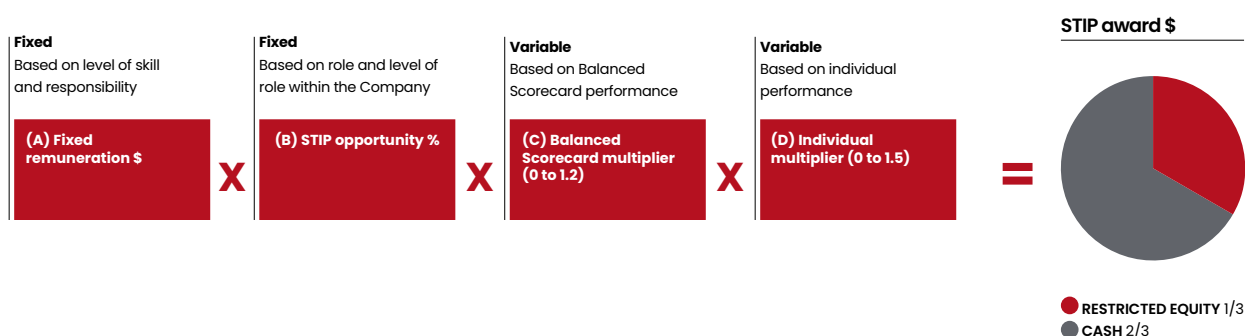 Fixed
Based on level of skill
and responsibility
(A) Fixed
remuneration $
X
Fixed
Based on role and level of
role within the Company
(B) STIP opportunity %
X
Variable
Based on Balanced
Scorecard performance
(C) Balanced
Scorecard multiplier
(0 to 1.2)
X
Variable
Based on individual
performance
(D) Individual
multiplier (0 to 1.5)
=
STIP award $
RESTRICTED EQUITY 1/3
CASH 2/3